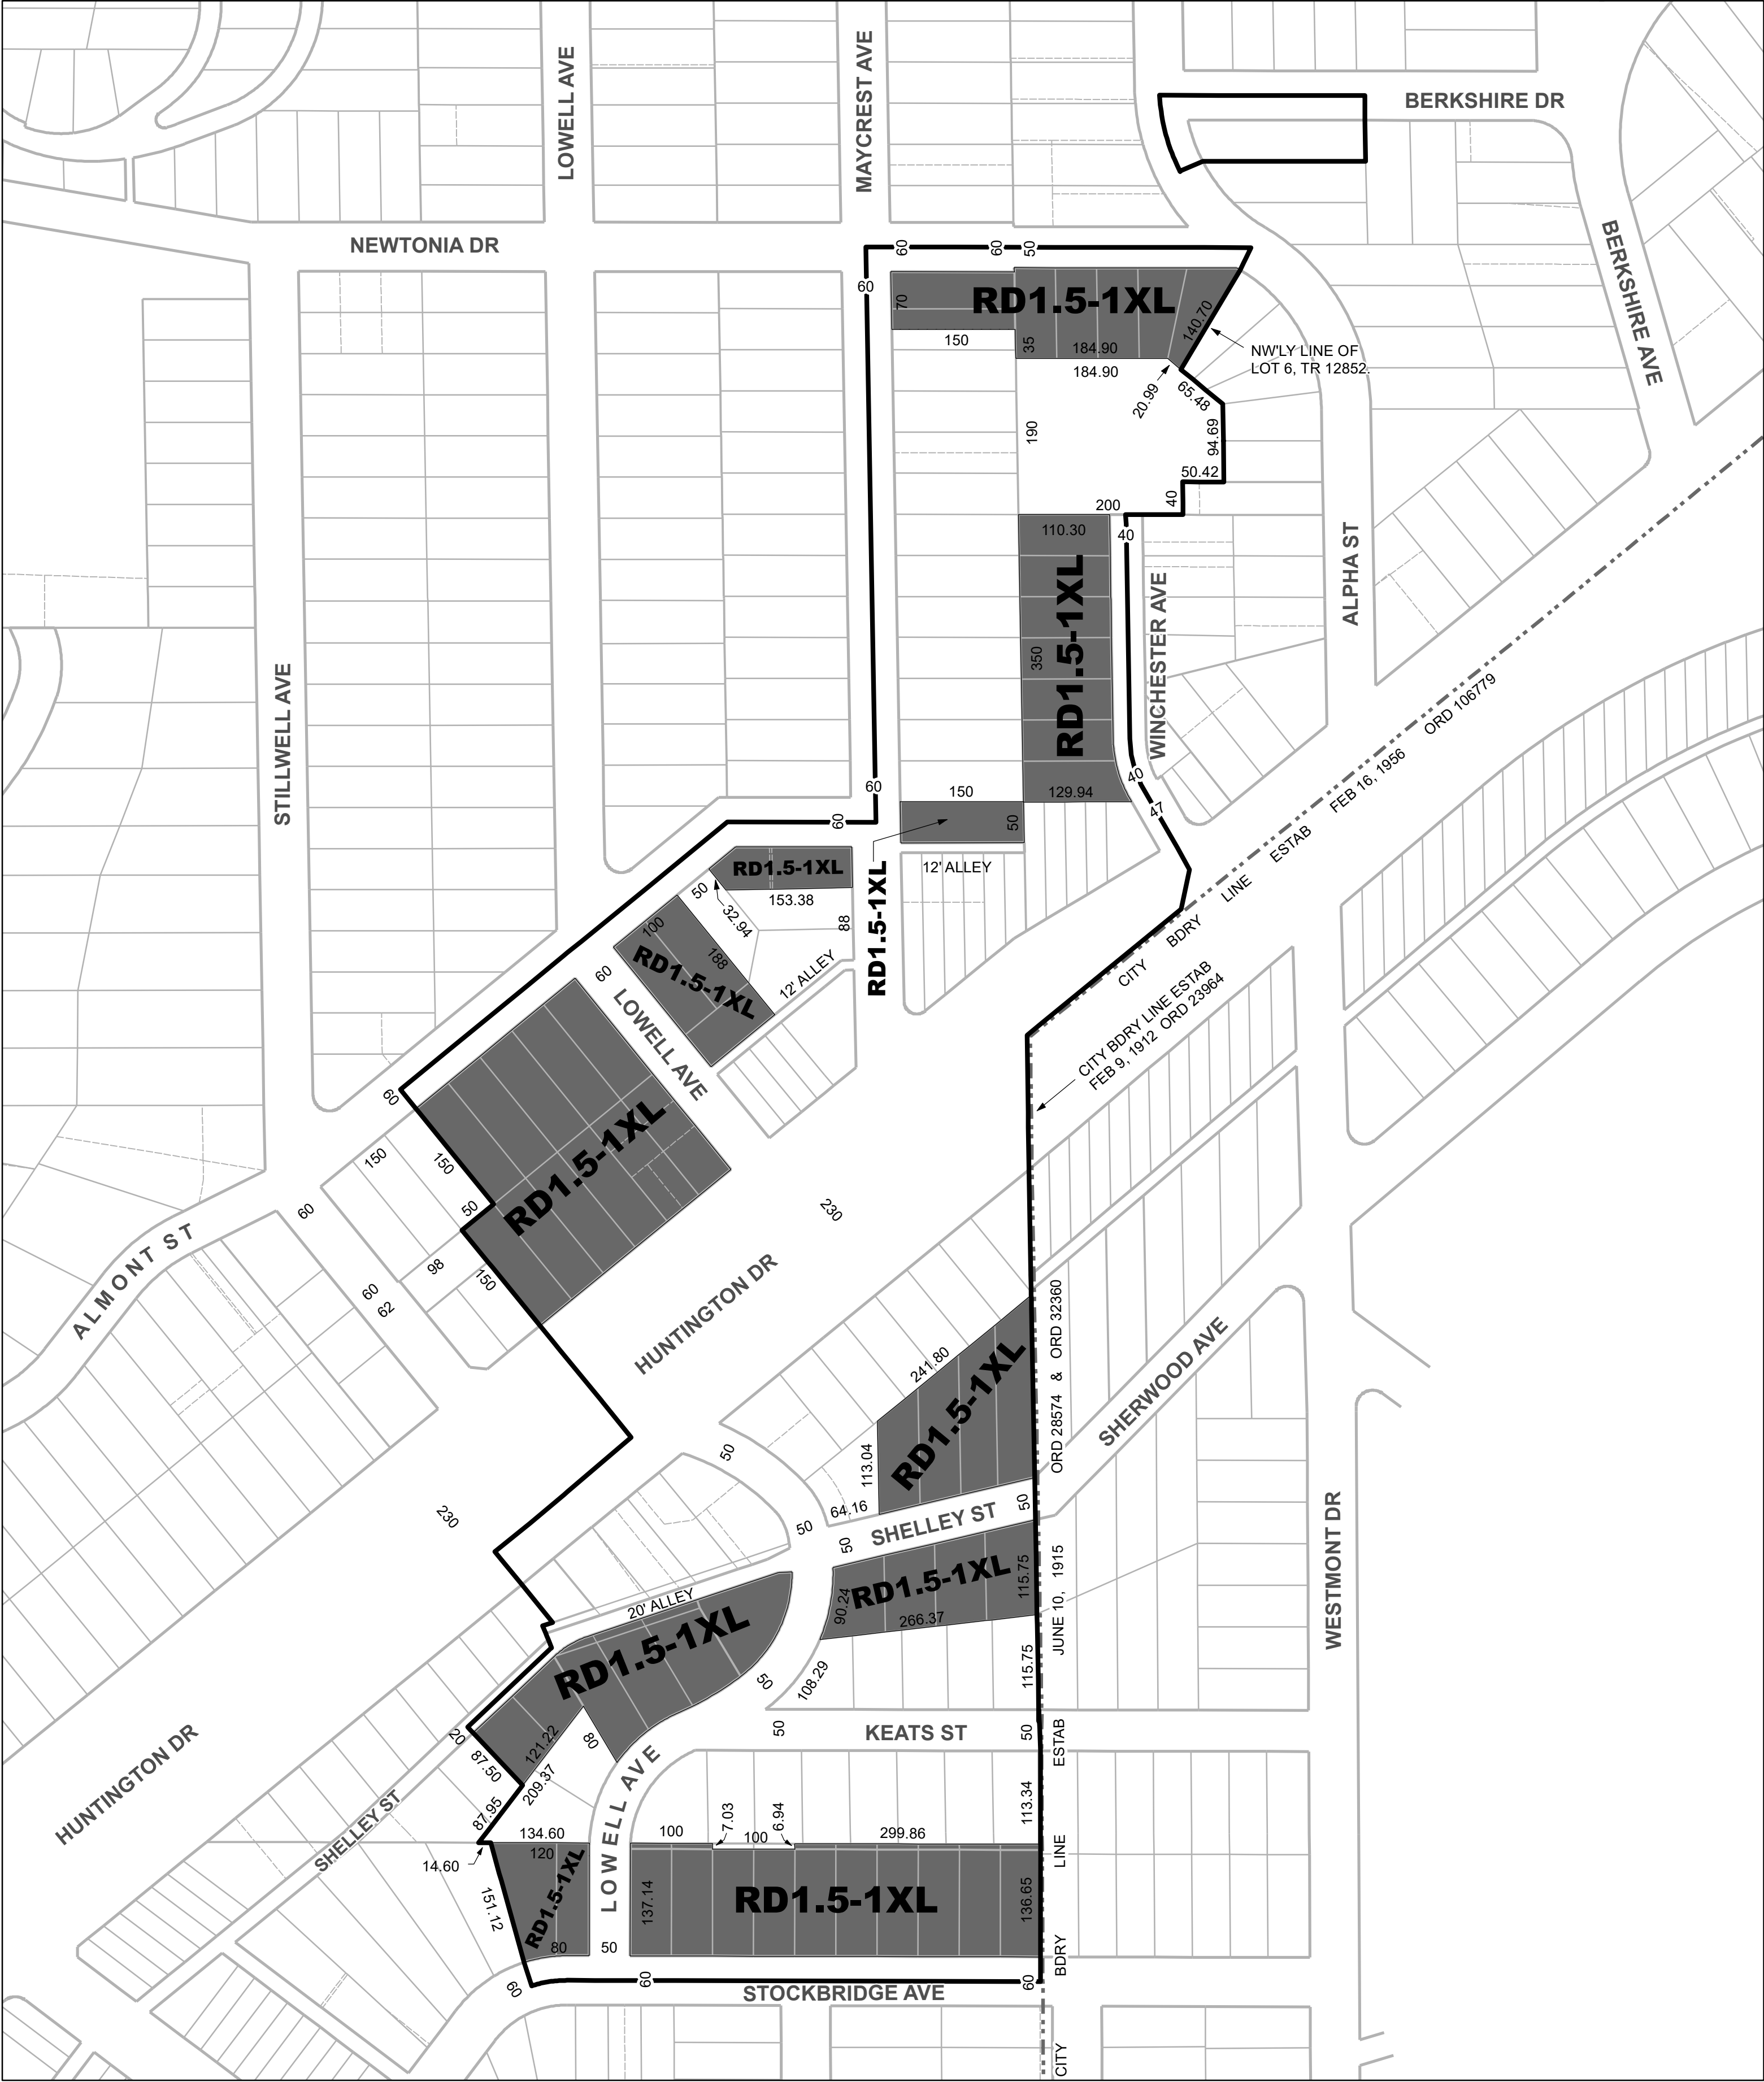 LOWELL AVE
MAYCREST AVE
BERKSHIRE DR
BERKSHIRE AVE
NEWTONIA DR
60
60
50
60
70
RD1.5-1XL
140.70
150
35
184.90
184.90
NW'LY LINE OF
LOT 6, TR 12852.
20.99
65.48
190
94.69
50.42
40
200
110.30
40
RD1.5-1XL
350
WINCHESTER AVE
ALPHA ST
STILLWELL AVE
ORD 106779
FEB 16, 1956
ESTAB
LINE
BDRY
CITY
40
47
129.94
150
50
60
60
12' ALLEY
RD1.5-1XL
RD1.5-1XL
153.38
50
32.94
88
100
188
RD1.5-1XL
12' ALLEY
60
LOWELL AVE
CITY BDRY LINE ESTAB
FEB 9, 1912 ORD 23964
60
RD1.5-1XL
150
150
50
60
98
150
60
62
ALMONT ST
230
HUNTINGTON DR
ORD 28574 & ORD 32360
SHERWOOD AVE
241.80
RD1.5-1XL
113.04
50
64.16
50
50
SHELLEY ST
50
230
WESTMONT DR
RD1.5-1XL
90.24
115.75
266.37
JUNE 10, 1915
20' ALLEY
RD1.5-1XL
50
108.29
115.75
20
87.50
121.22
80
209.37
50
KEATS ST
50
ESTAB
HUNTINGTON DR
SHELLEY ST
87.95
LOWELL AVE
113.34
134.60
120
14.60
151.12
RD1.5-1XL
80
50
100
7.03
100
6.94
299.86
137.14
RD1.5-1XL
136.65
LINE
BDRY
60
60
60
STOCKBRIDGE AVE
CITY